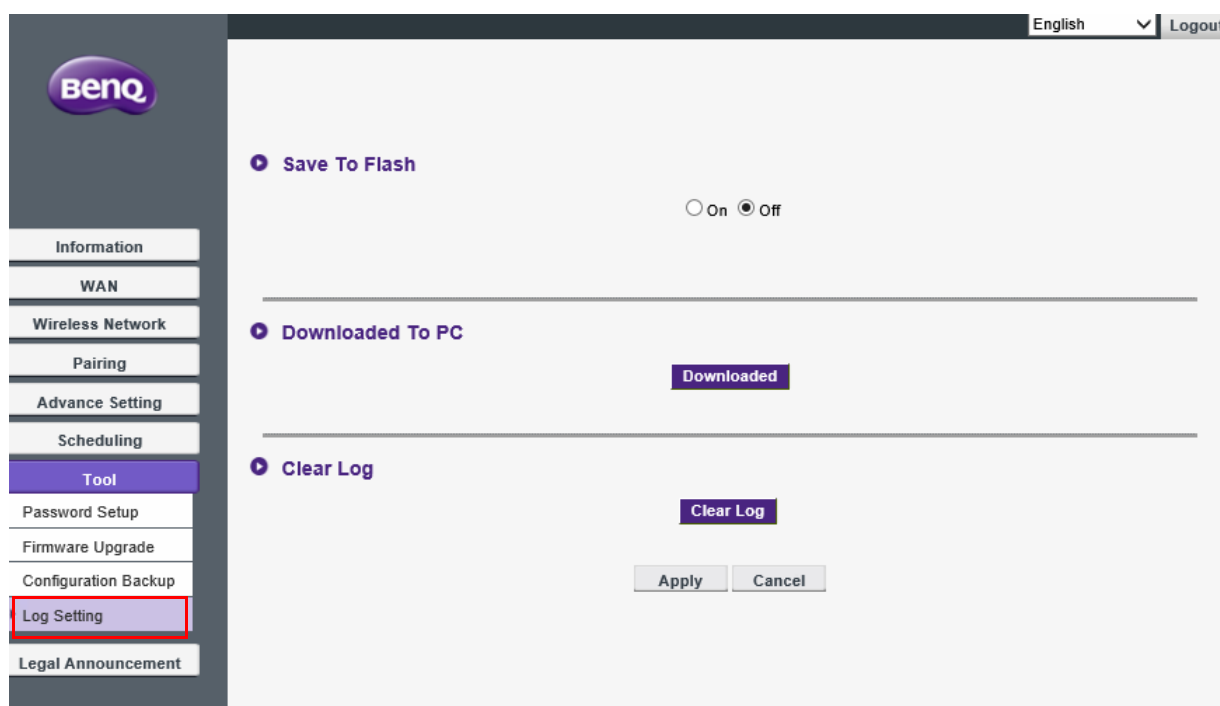 English
Logout
BenQ
Save To Flash
On Off
Information
WAN
Wireless Network
Downloaded To PC
Pairing
Downloaded
Advance Setting
Scheduling
Clear Log
Tool
Password Setup
Clear Log
Firmware Upgrade
Configuration Backup
Apply Cancel
Log Setting
Legal Announcement